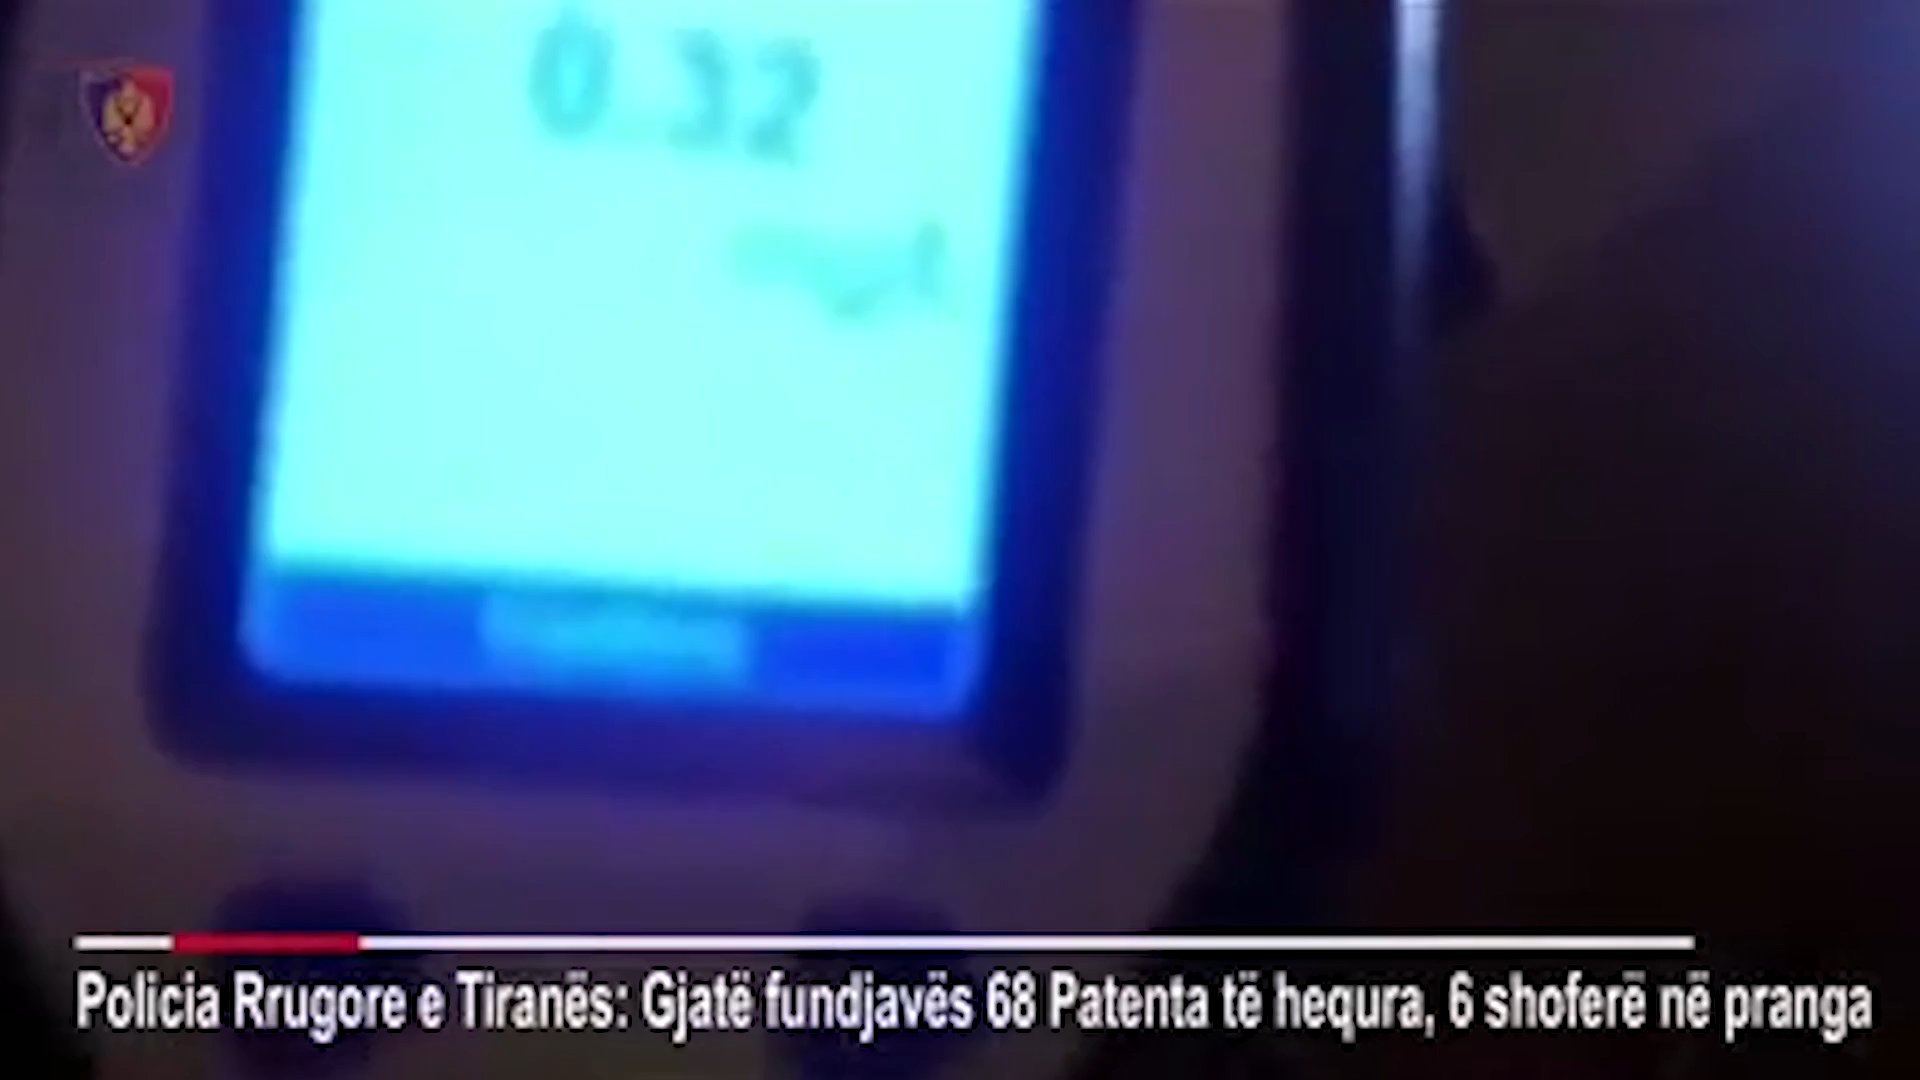 0.32
Policia Rrugore e Tiranës: Gjatë fundjavës 68 Patenta të hequra, 6 shoferë në pranga